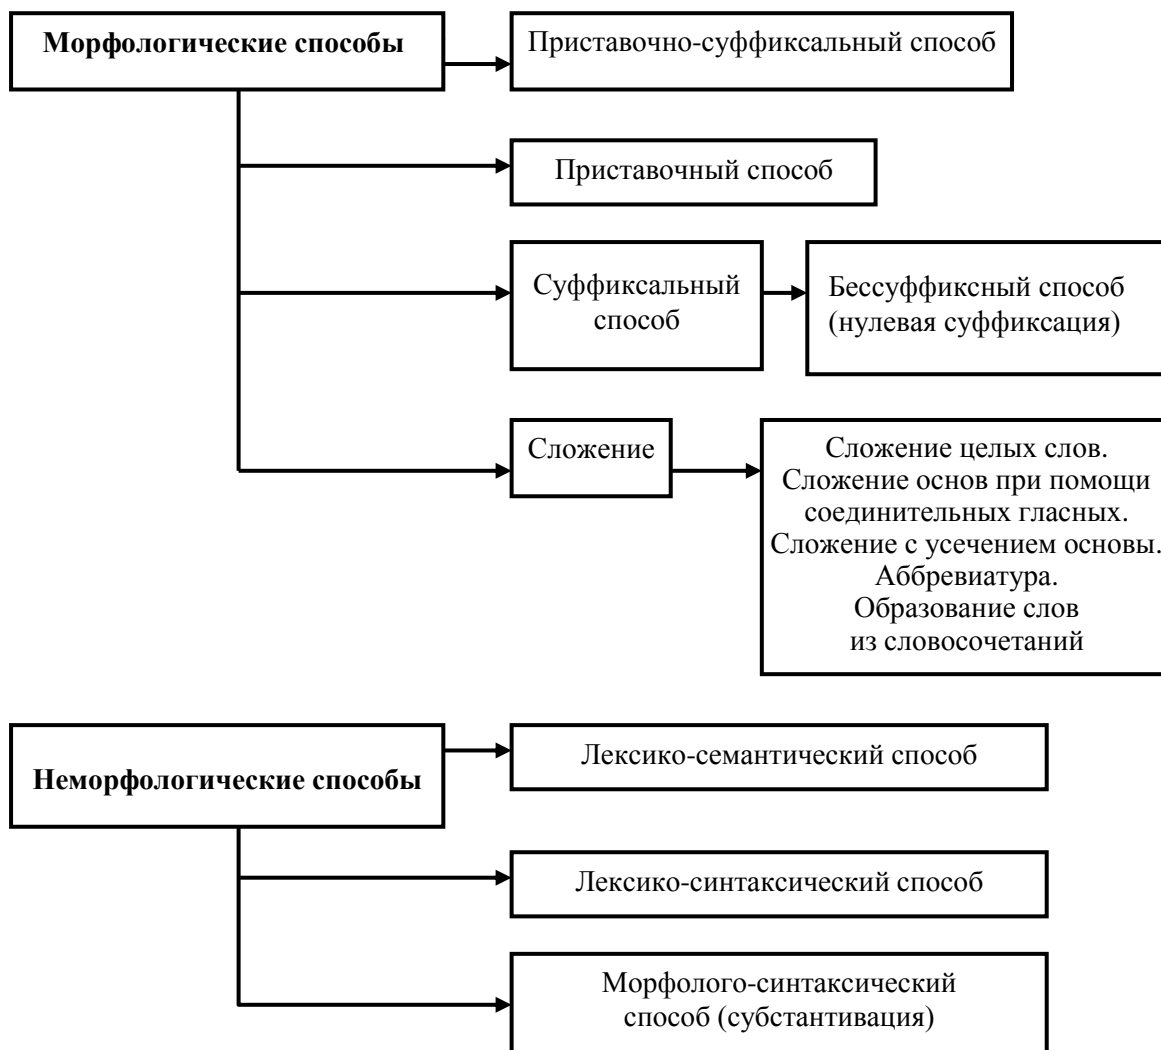 Морфологические способы
Приставочно-суффиксальный способ
Приставочный способ
Суффиксальный
способ
Бессуффиксный способ
(нулевая суффиксация)
Сложение
Сложение целых слов.
Сложение основ при помощи
соединительных гласных.
Сложение с усечением основы.
Аббревиатура.
Образование слов
из словосочетаний
Неморфологические способы
Лексико-семантический способ
Лексико-синтаксический способ
Морфолого-синтаксический
способ (субстантивация)